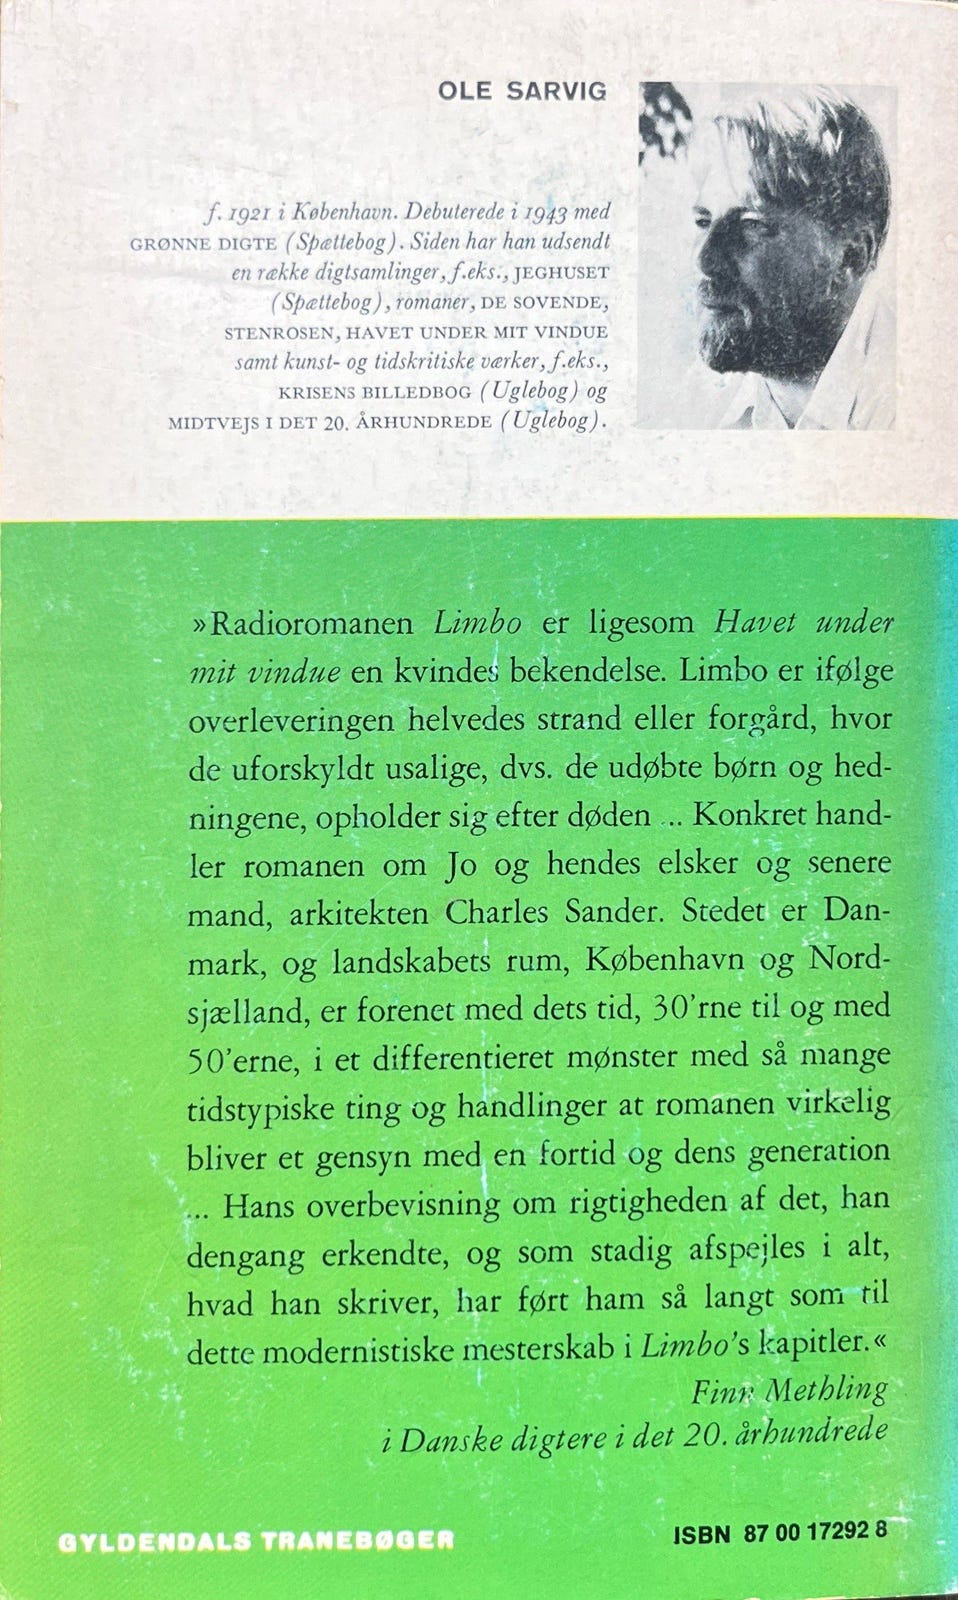 OLE SARVIG
f. 1921 i København. Debuterede i 1943 med
GRØNNE DIGTE (Spættebog). Siden har han udsendt
en række digtsamlinger, f.eks., JEGHUSET
(Spættebog), romaner, DE SOVENDE,
STENROSEN, HAVET UNDER MIT VINDUE
samt kunst- og tidskritiske værker, f.eks.,
KRISENS BILLEDBOG (Uglebog) og
MIDTVEJS I DET 20. ÅRHUNDREDE (Uglebog).
»Radioromanen Limbo er ligesom Havet under
mit vindue en kvindes bekendelse. Limbo er ifølge
overleveringen helvedes strand eller forgård, hvor
de uforskyldt usalige, dvs. de udøbte børn og hed-
ningene, opholder sig efter døden ... Konkret hand-
ler romanen om Jo og hendes elsker og senere
mand, arkitekten Charles Sander. Stedet er Dan-
mark, og landskabets rum, København og Nord-
sjælland, er forenet med dets tid, 30'rne til og med
50'erne, i et differentieret mønster med så mange
tidstypiske ting og handlinger at romanen virkelig
bliver et gensyn med en fortid og dens generation
... Hans overbevisning om rigtigheden af det, han
dengang erkendte, og som stadig afspejles i alt,
hvad han skriver, har ført ham så langt som til
dette modernistiske mesterskab i Limbo's kapitler.«
Finn Methling
i Danske digtere i det 20. århundrede
GYLDENDALS TRANEBØGER
ISBN 87 00 17292 8